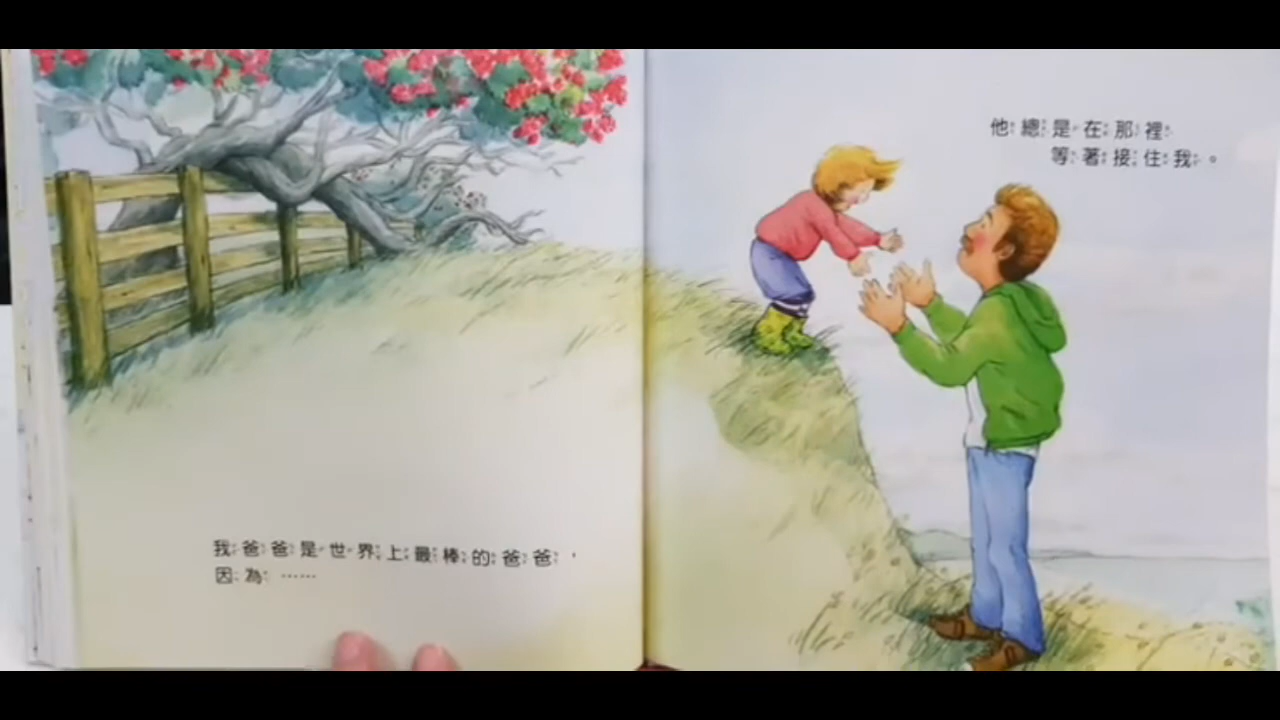 我爸爸是世界上最棒的爸爸，
因為……
他總是在那裡
等著接住我。